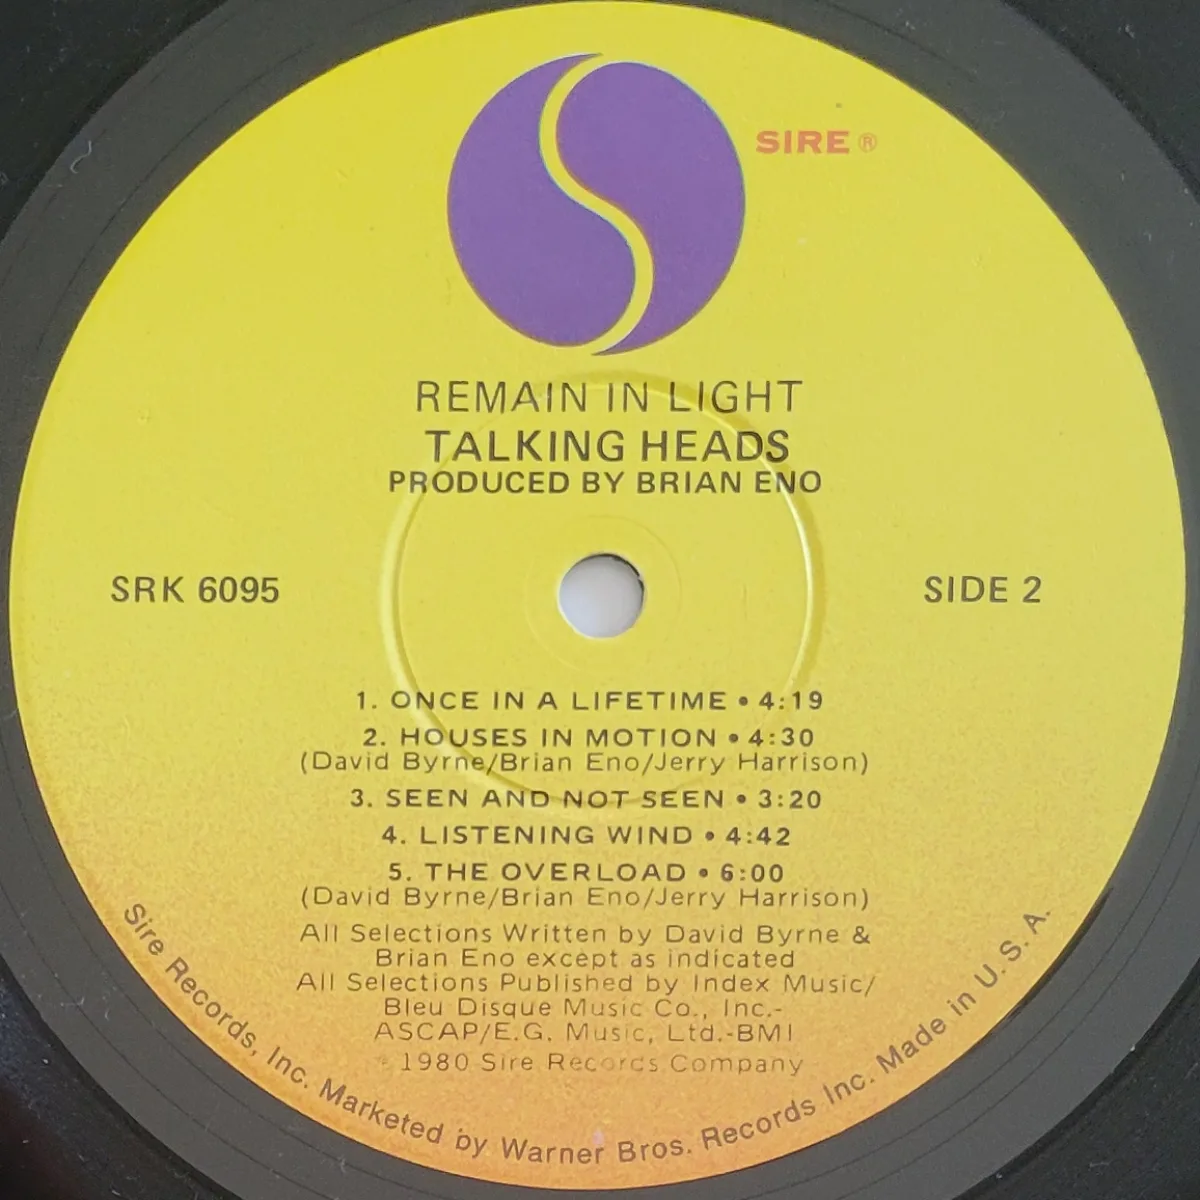 SIRE ®
REMAIN IN LIGHT
TALKING HEADS
PRODUCED BY BRIAN ENO
SRK 6095
SIDE 2
1. ONCE IN A LIFETIME • 4:19
2. HOUSES IN MOTION • 4:30
(David Byrne/Brian Eno/Jerry Harrison)
3. SEEN AND NOT SEEN • 3:20
4. LISTENING WIND • 4:42
5. THE OVERLOAD • 6:00
(David Byrne/Brian Eno/Jerry Harrison)
All Selections Written by David Byrne &
Brian Eno except as indicated
All Selections Published by Index Music/
Bleu Disque Music Co., Inc.-
ASCAP/E.G. Music, Ltd.-BMI
℗ 1980 Sire Records Company
Sire Records, Inc. Marketed by Warner Bros. Records Inc. Made in U. S. A.